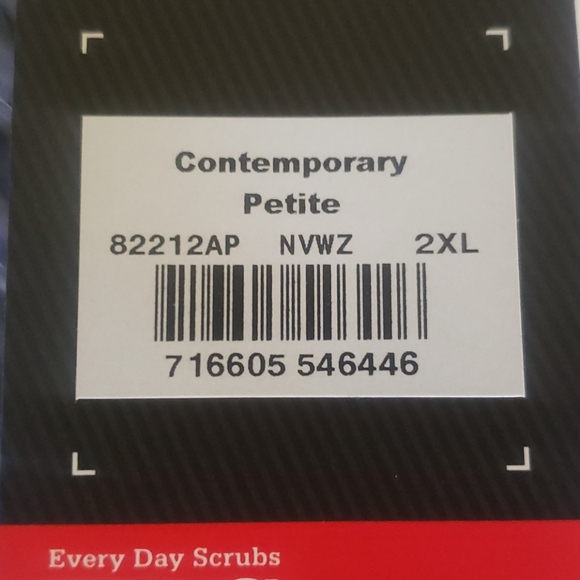 Contemporary
Petite
82212AP NVWZ 2XL
716605 546446
Every Day Scrubs